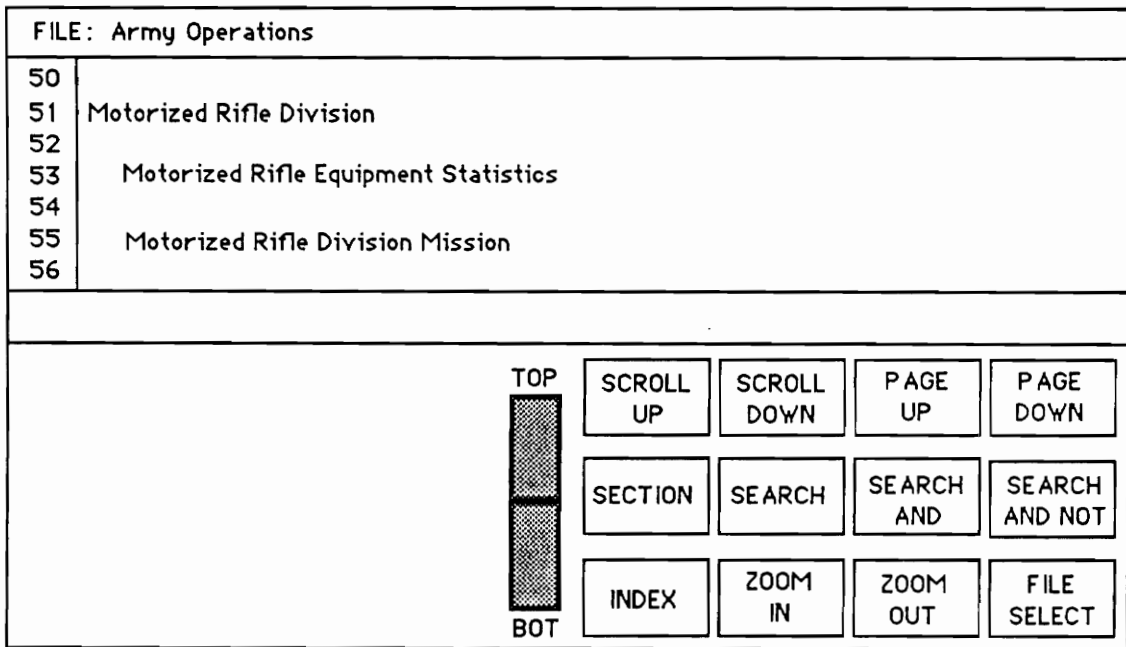 FILE: Army Operations
50
51 Motorized Rifle Division
52
53 Motorized Rifle Equipment Statistics
54
55 Motorized Rifle Division Mission
56
TOP
SCROLL UP
SCROLL DOWN
PAGE UP
PAGE DOWN
SECTION
SEARCH
SEARCH AND
SEARCH AND NOT
INDEX
ZOOM IN
ZOOM OUT
FILE SELECT
BOT